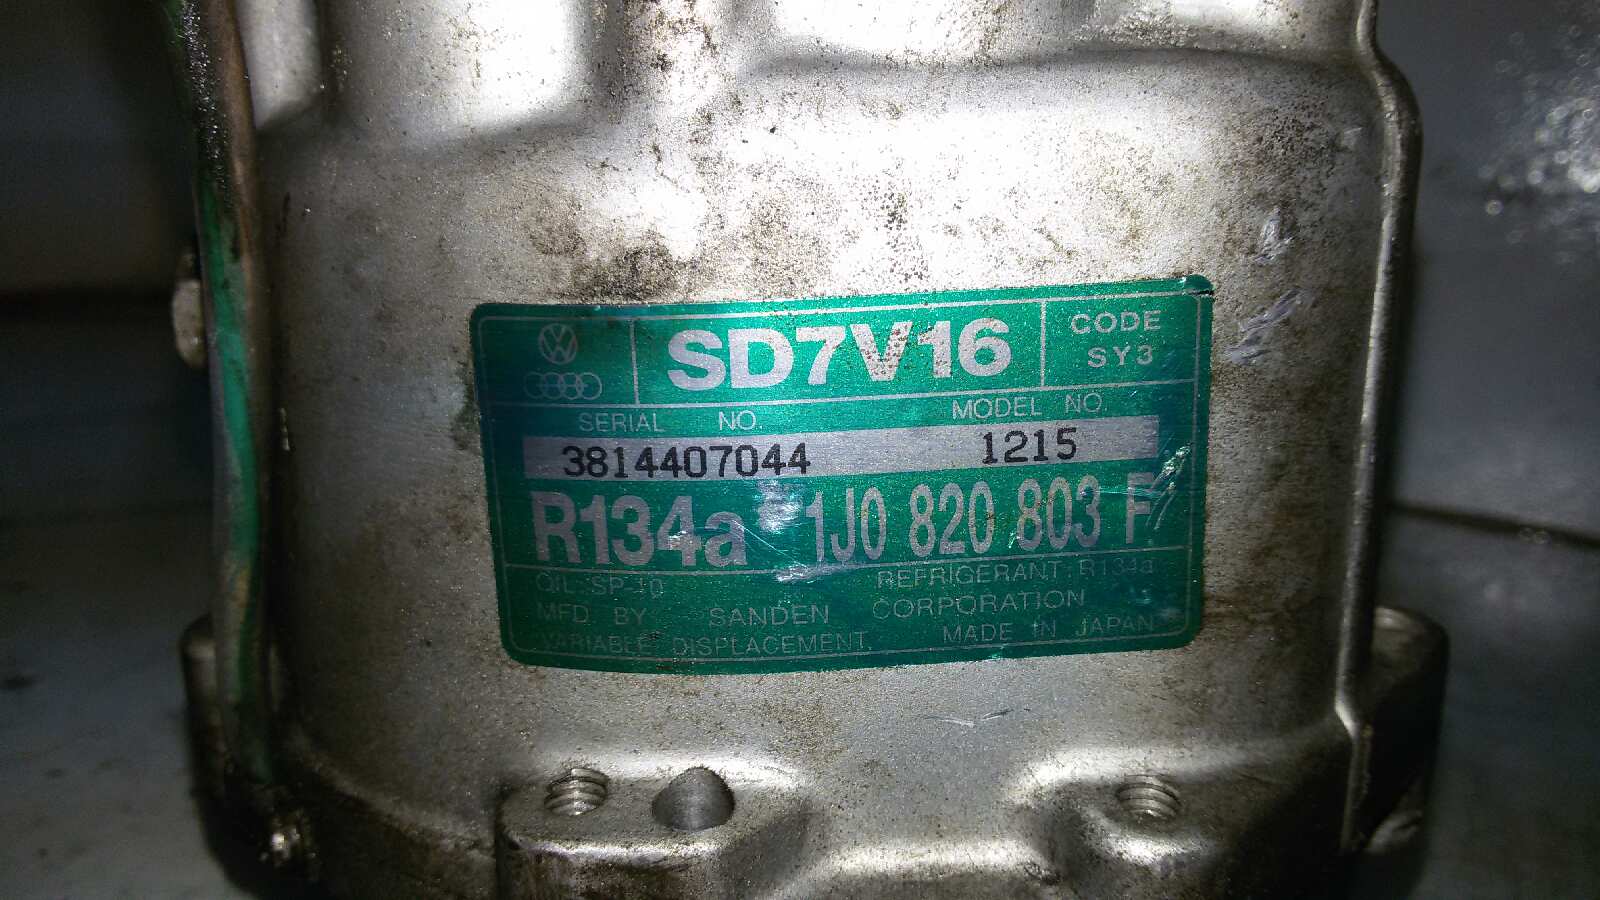 SD7V16
CODE
SY3
SERIAL NO.
MODEL NO.
3814407044 1215
R134a 1J0 820 803 F
OIL: SP-10 REFRIGERANT: R134a
MFD BY SANDEN CORPORATION
VARIABLE DISPLACEMENT. MADE IN JAPAN